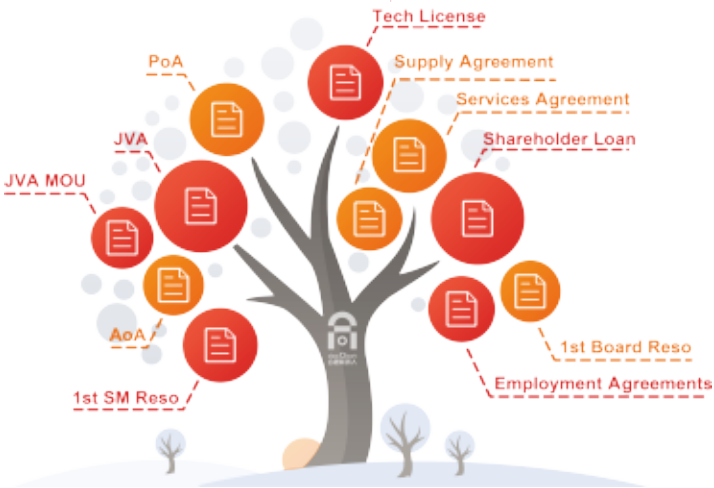 Tech License
PoA
Supply Agreement
Services Agreement
JVA
Shareholder Loan
JVA MOU
AoA
1st Board Reso
Employment Agreements
1st SM Reso